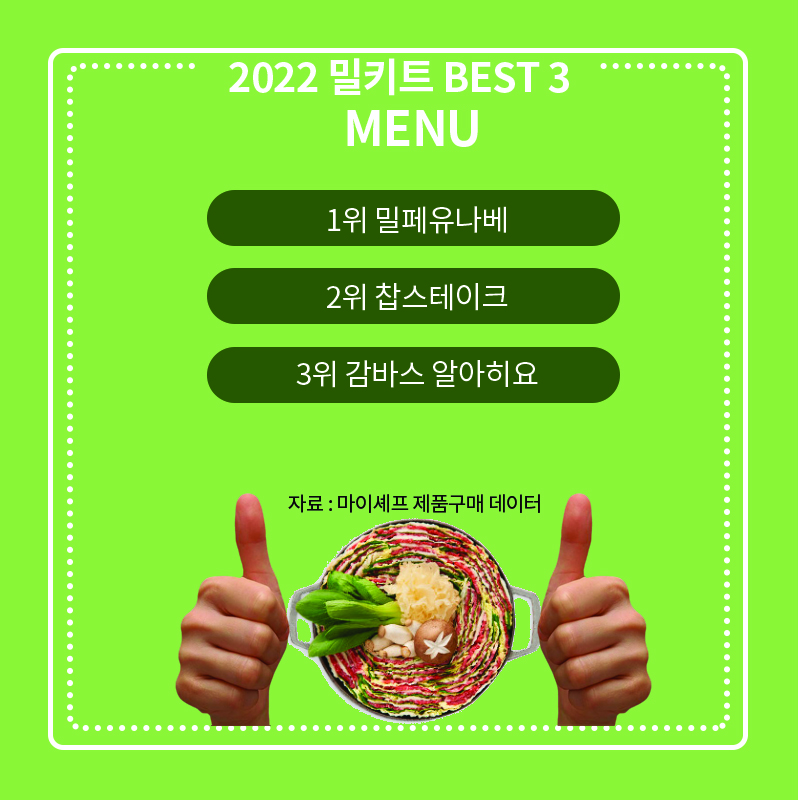 2022 밀키트 BEST 3
MENU
1위 밀페유나베
2위 찹스테이크
3위 감바스 알아히요
자료 : 마이셰프 제품구매 데이터